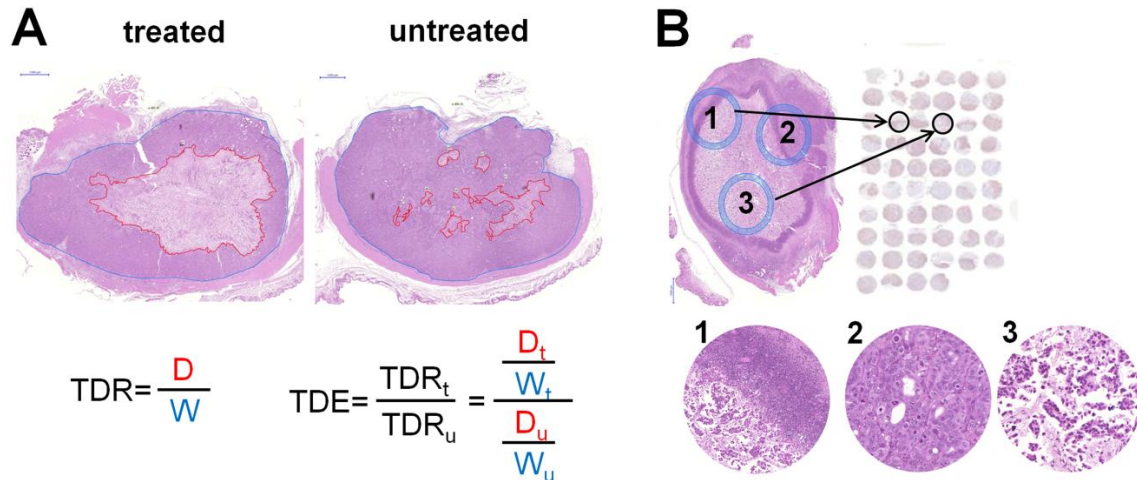 A
treated
untreated
TDR= D / W
TDE= TDRt / TDRu = Dt / Wt / Du / Wu
B
1
2
3
1
2
3